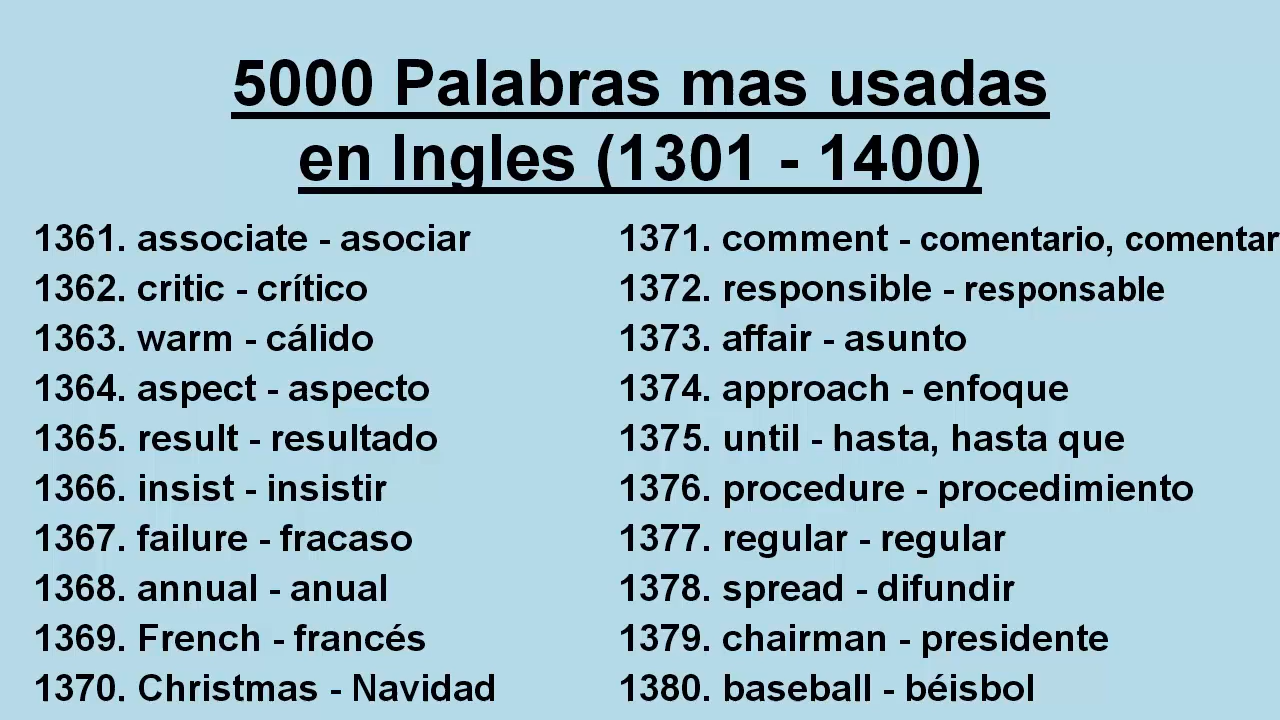 5000 Palabras mas usadas
en Ingles (1301 - 1400)
1361. associate - asociar
1362. critic - crítico
1363. warm - cálido
1364. aspect - aspecto
1365. result - resultado
1366. insist - insistir
1367. failure - fracaso
1368. annual - anual
1369. French - francés
1370. Christmas - Navidad
1371. comment - comentario, comentar
1372. responsible - responsable
1373. affair - asunto
1374. approach - enfoque
1375. until - hasta, hasta que
1376. procedure - procedimiento
1377. regular - regular
1378. spread - difundir
1379. chairman - presidente
1380. baseball - béisbol